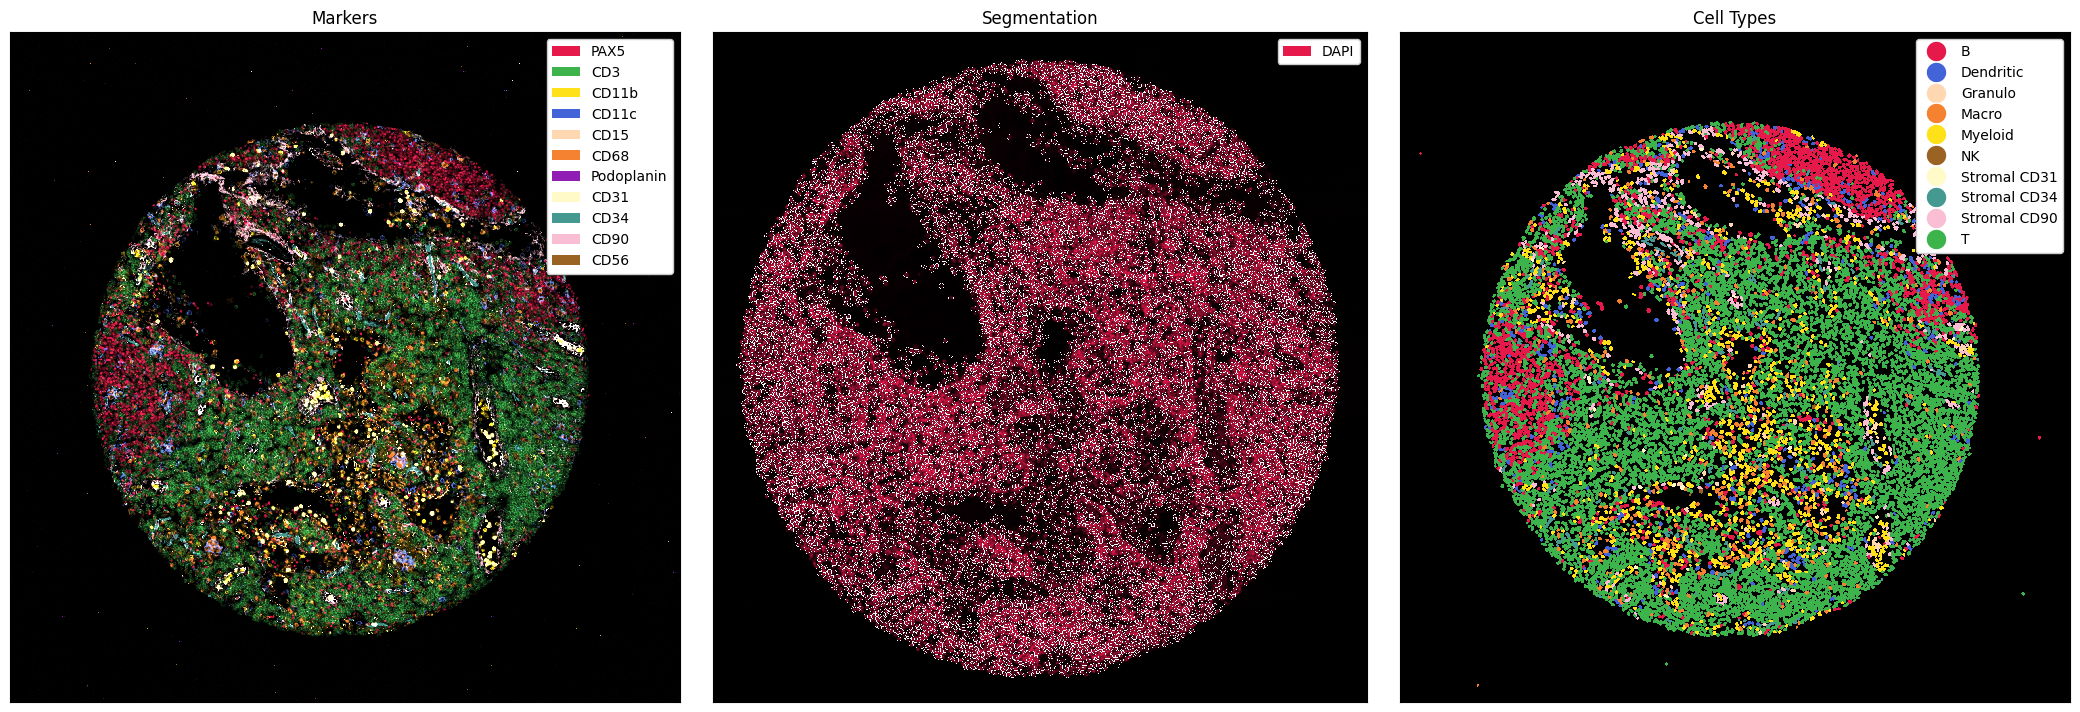 Markers
PAX5
CD3
CD11b
CD11c
CD15
CD68
Podoplanin
CD31
CD34
CD90
CD56
Segmentation
DAPI
Cell Types
B
Dendritic
Granulo
Macro
Myeloid
NK
Stromal CD31
Stromal CD34
Stromal CD90
T